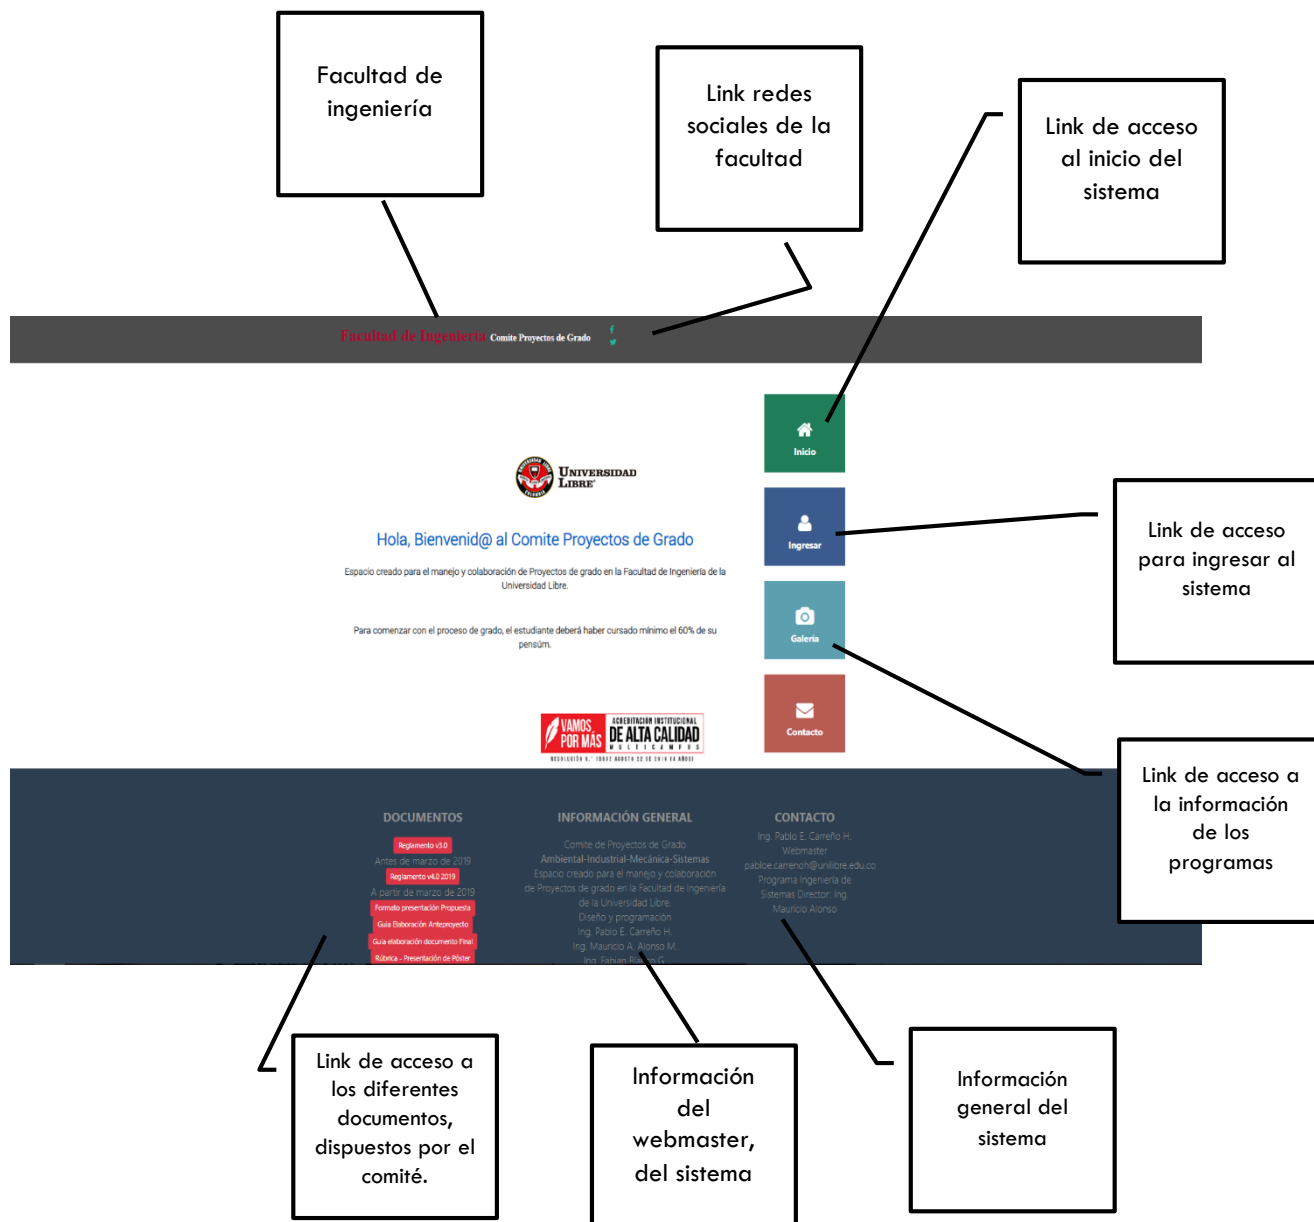 Facultad de
ingeniería
Link redes
sociales de la
facultad
Link de acceso
al inicio del
sistema
Facultad de Ingenieria Comite Proyectos de Grado
Inicio
UNIVERSIDAD
LIBRE
Hola, Bienvenid@ al Comite Proyectos de Grado
Ingresar
Espacio creado para el manejo y colaboración de Proyectos de grado en la Facultad de Ingeniería de la
Universidad Libre.
Para comenzar con el proceso de grado, el estudiante deberá haber cursado mínimo el 60% de su
pensúm.
Galeria
Contacto
VAMOS
POR MÁS
ACREDITACIÓN INSTITUCIONAL
DE ALTA CALIDAD
MULTICAMPUS
Link de acceso
para ingresar al
sistema
Link de acceso a
la información
de los
programas
DOCUMENTOS
Reglamento v3.0
Antes de marzo de 2019
Reglamento v4.0 2019
A partir de marzo de 2019
Formato presentación Propuesta
Guia Elaboración Anteproyecto
Guia elaboración documento Final
Rúbrica - Presentación de Póster
INFORMACIÓN GENERAL
Comite de Proyectos de Grado
Ambiental-Industrial-Mecánica-Sistemas
Espacio creado para el manejo y colaboración
de Proyectos de grado en la Facultad de Ingeniería
de la Universidad Libre.
Diseño y programación
Ing. Pablo E. Carreño H.
Ing. Mauricio A. Alonso M.
Ing. Fabian Blanco G.
CONTACTO
Ing. Pablo E. Carreño H.
Webmaster
pabloe.carrenoh@unilibre.edu.co
Programa Ingeniería de
Sistemas Director: Ing.
Mauricio Alonso
Link de acceso a
los diferentes
documentos,
dispuestos por el
comité.
Información
del
webmaster,
del sistema
Información
general del
sistema